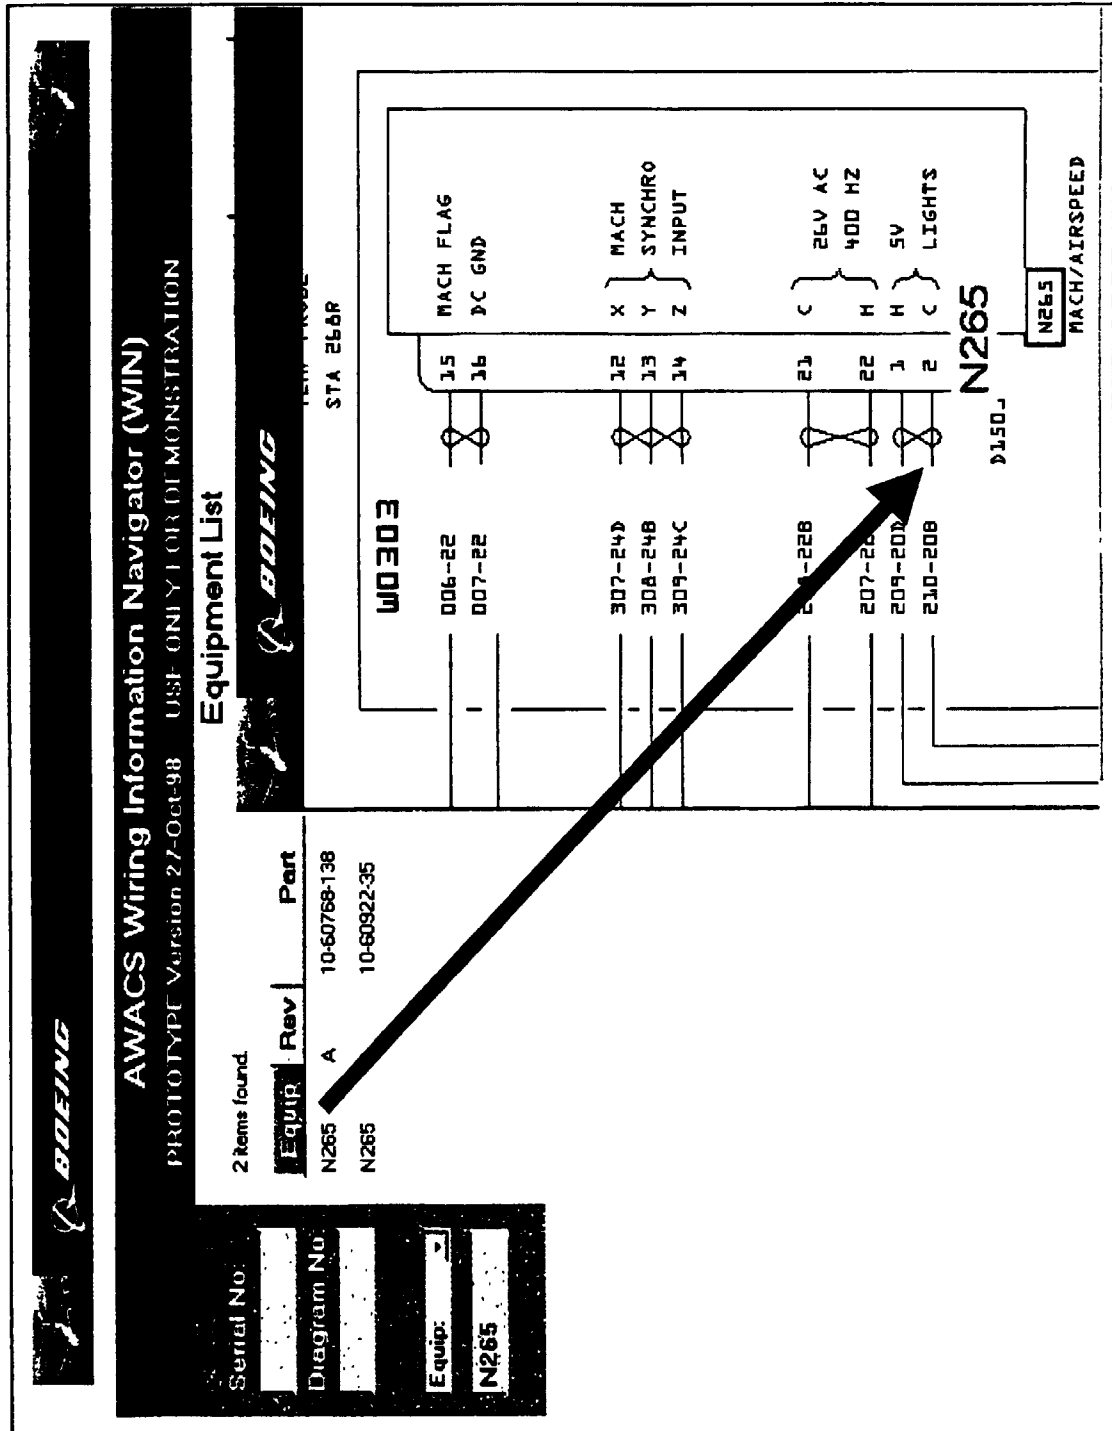 BOEING
AWACS Wiring Information Navigator (WIN)
PROTOTYPE Version 27-Oct-98 USE ONLY FOR DEMONSTRATION
Serial No:
Diagram No:
Equip:
N265
Equipment List
2 items found.
Equip Rev Part
N265 A 10-60768-138
N265 10-60922-35
BOEING
STA 268R
W0303
006-22 15 MACH FLAG
007-22 16 DC GND
307-24D 12 X MACH
308-24B 13 Y SYNCHRO
309-24C 14 Z INPUT
21 C 26V AC
22 H 400 HZ
209-20D 1 H 5V
210-20B 2 C LIGHTS
N265
D150J
N265
MACH/AIRSPEED